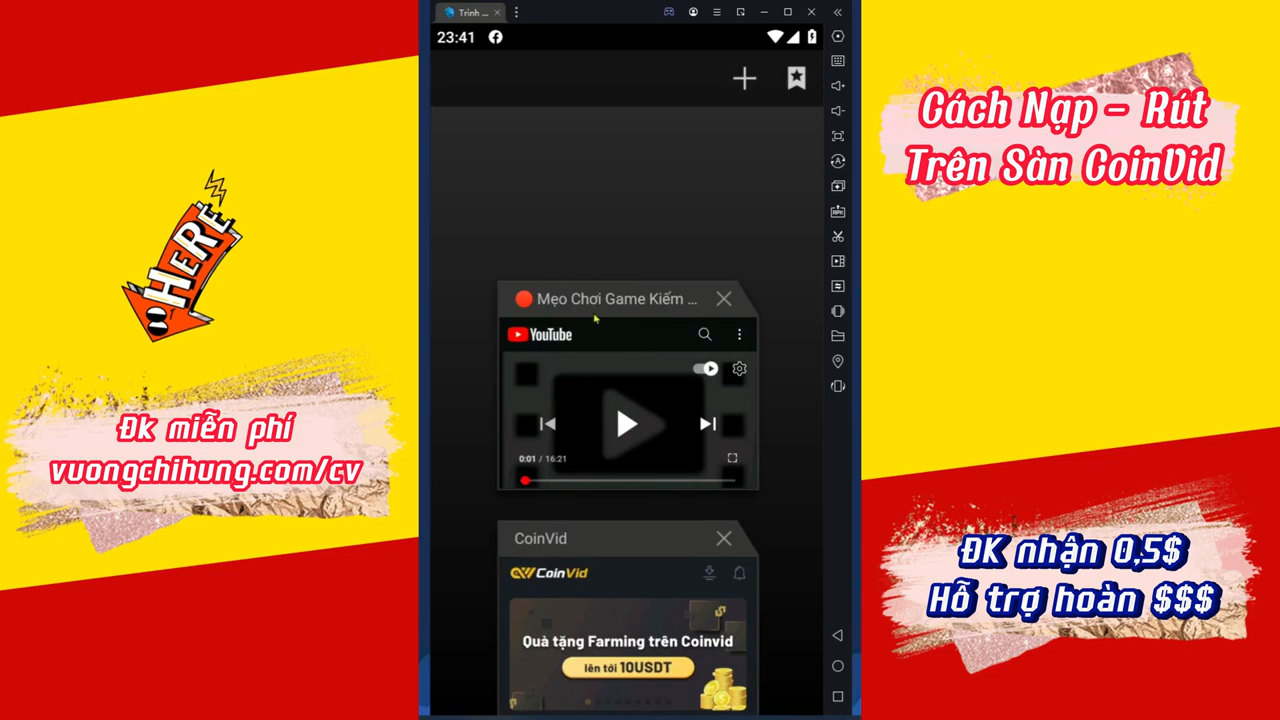 Trình ...
23:41
Cách Nạp - Rút
Trên Sàn CoinVid
HERE
Mẹo Chơi Game Kiếm ...
YouTube
0:01 / 16:21
Đk miễn phí
vuongchihung.com/cv
CoinVid
CoinVid
Quà tặng Farming trên Coinvid
lên tới 10USDT
ĐK nhận 0,5$
Hỗ trợ hoàn $$$
APK